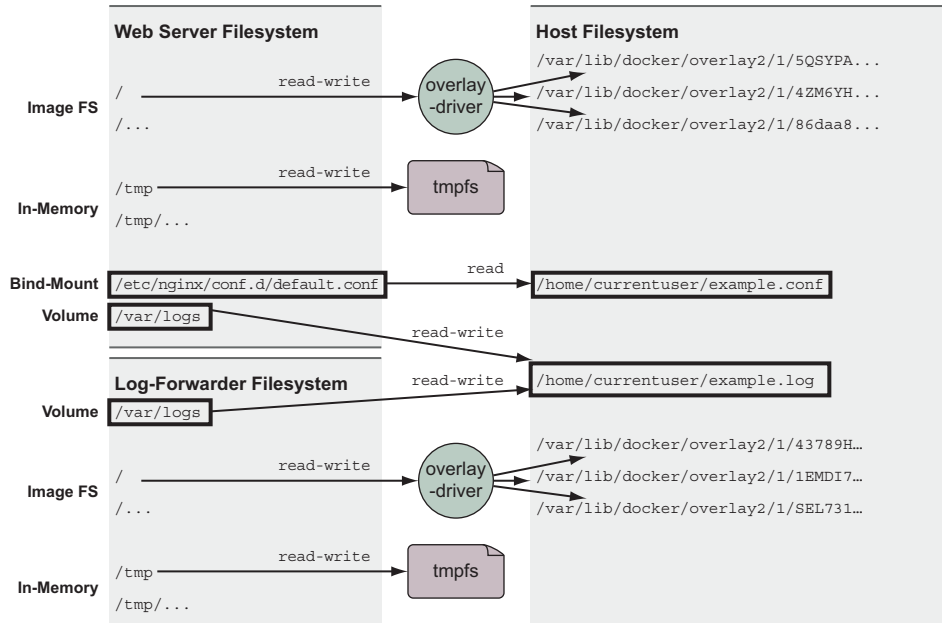 Web Server Filesystem
Host Filesystem
/var/lib/docker/overlay2/1/5QSYPA...
read-write
overlay
-driver
Image FS
/
/var/lib/docker/overlay2/1/4ZM6YH...
/...
/var/lib/docker/overlay2/1/86daa8...
read-write
/tmp
tmpfs
In-Memory
/tmp/...
read
Bind-Mount
/etc/nginx/conf.d/default.conf
/home/currentuser/example.conf
Volume
/var/logs
read-write
Log-Forwarder Filesystem
read-write
/home/currentuser/example.log
Volume
/var/logs
/var/lib/docker/overlay2/1/43789H…
read-write
overlay
-driver
Image FS
/
/var/lib/docker/overlay2/1/1EMDI7…
/...
/var/lib/docker/overlay2/1/SEL731…
read-write
/tmp
tmpfs
In-Memory
/tmp/...